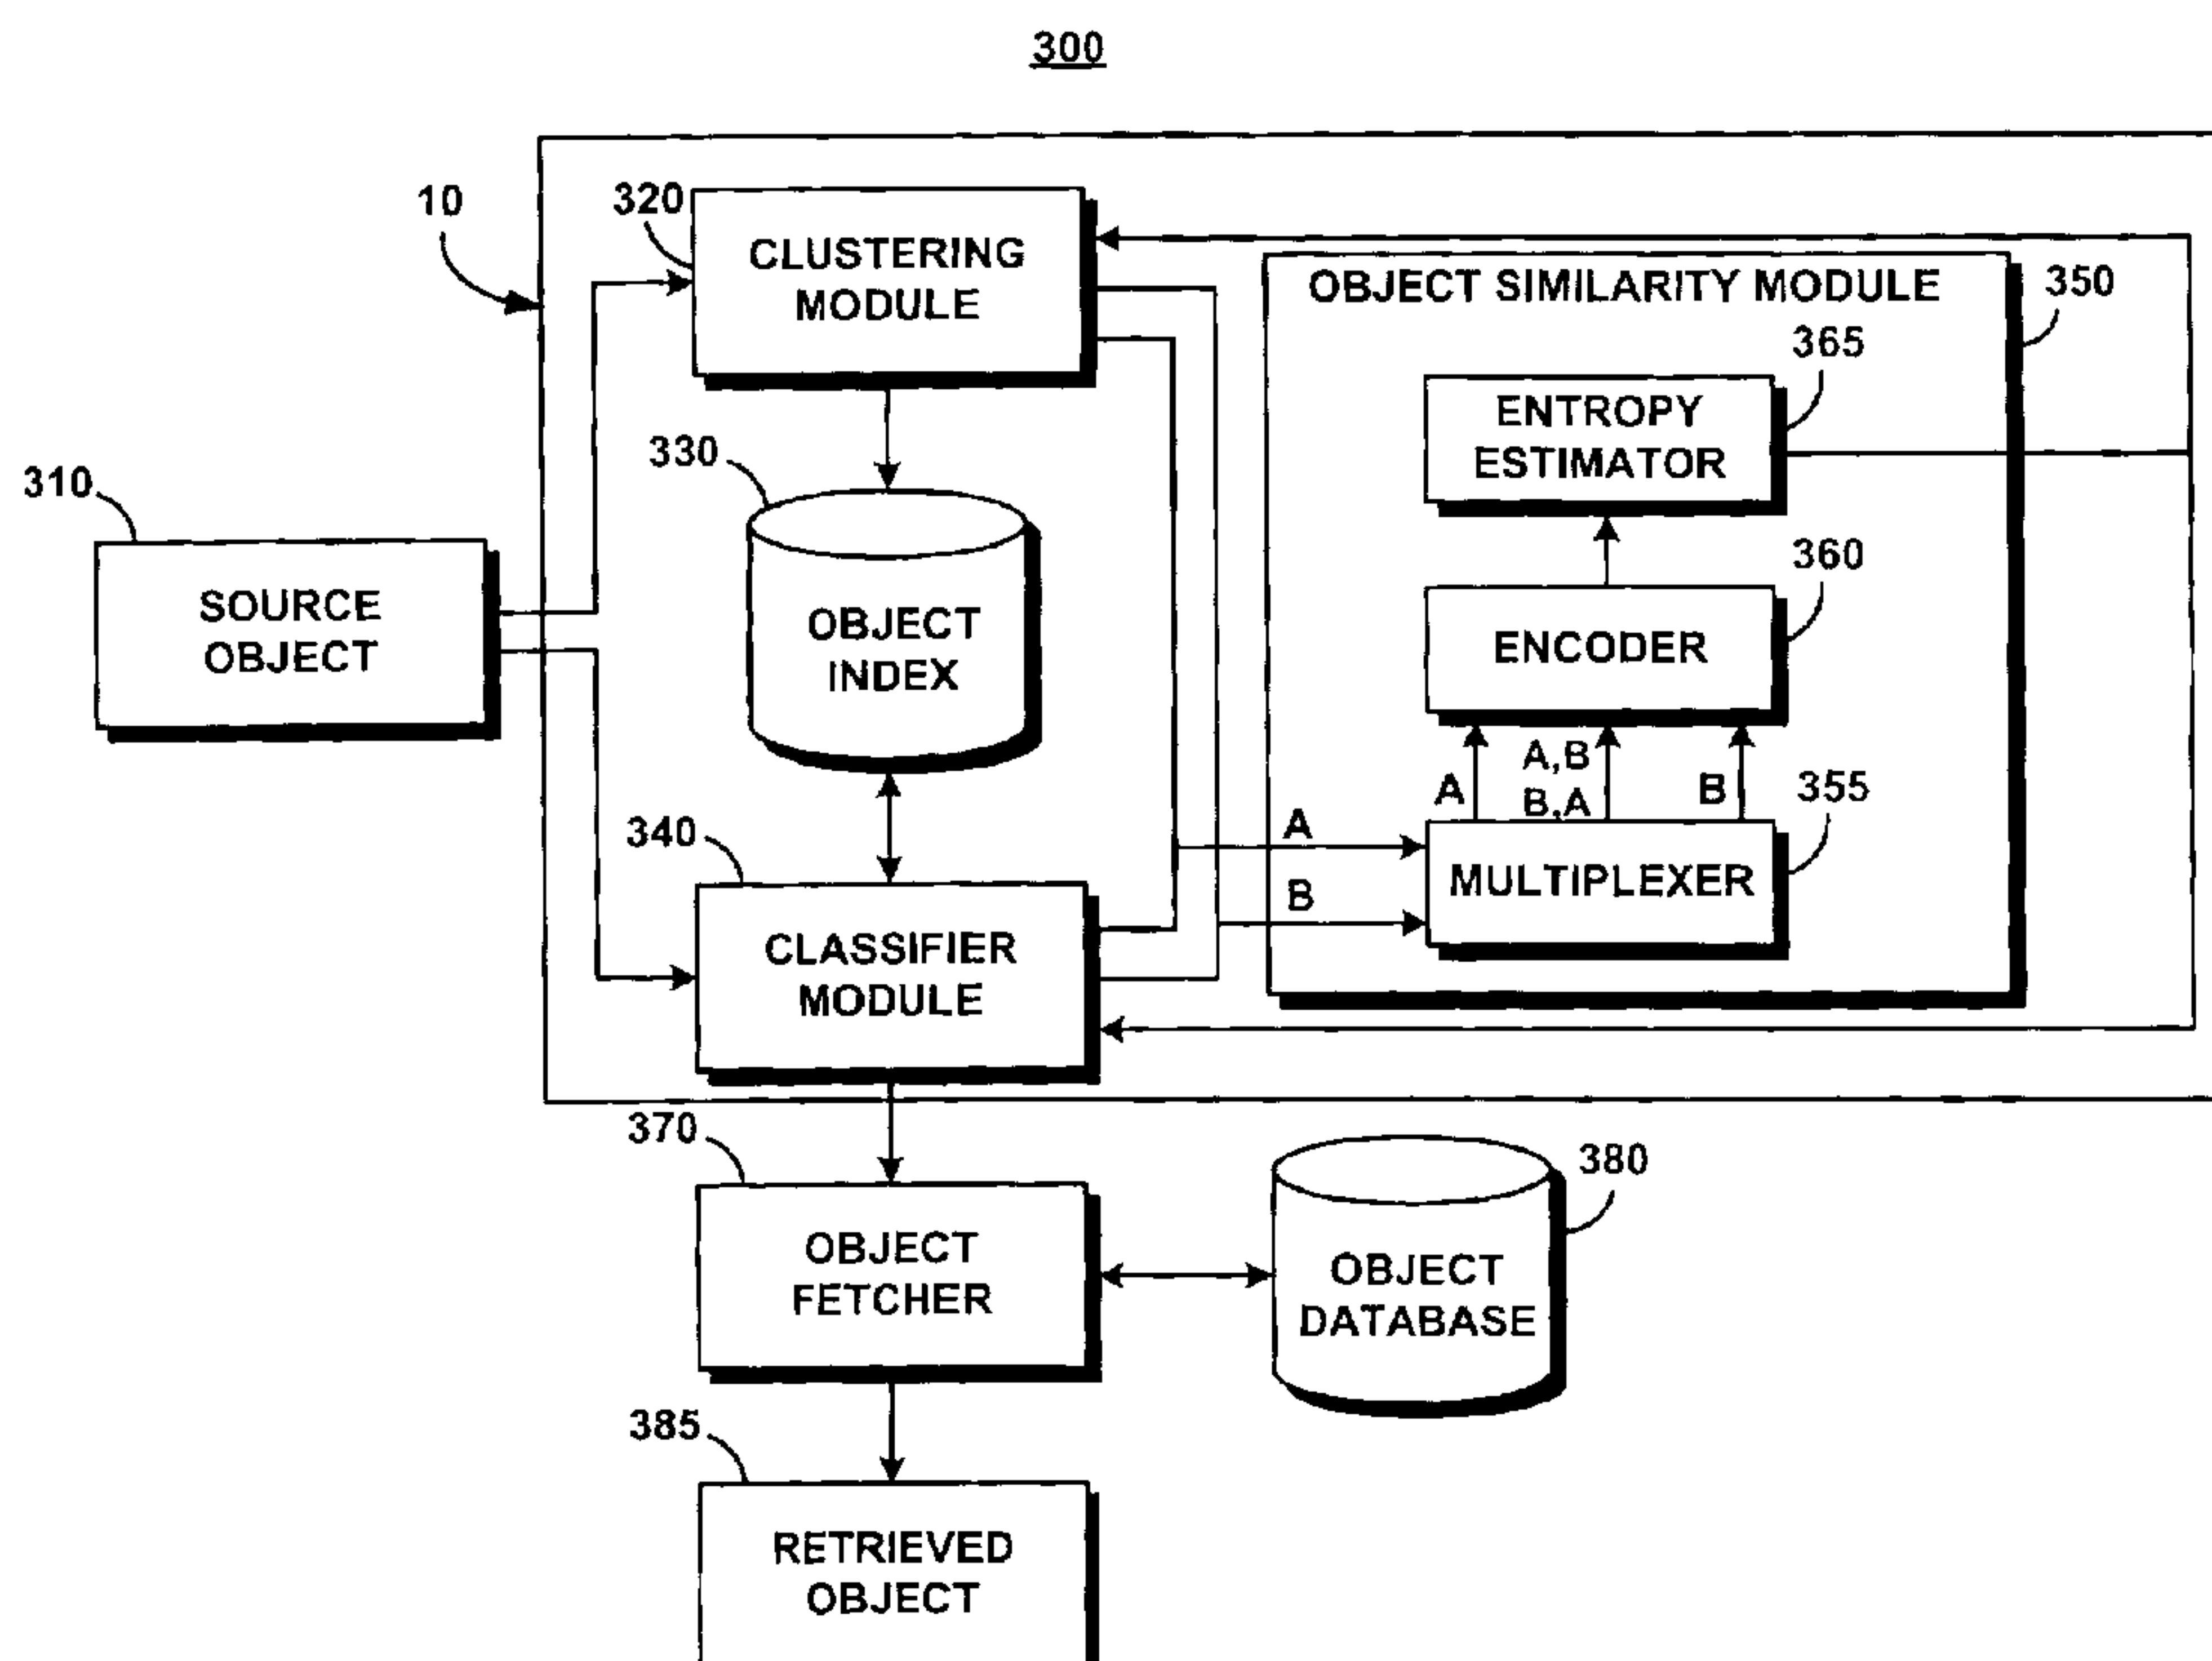 300
10
320
CLUSTERING
MODULE
OBJECT SIMILARITY MODULE
350
365
ENTROPY
ESTIMATOR
330
310
SOURCE
OBJECT
OBJECT
INDEX
360
ENCODER
A
A,B
B,A
B
355
340
A
B
MULTIPLEXER
CLASSIFIER
MODULE
370
380
OBJECT
FETCHER
OBJECT
DATABASE
385
RETRIEVED
OBJECT